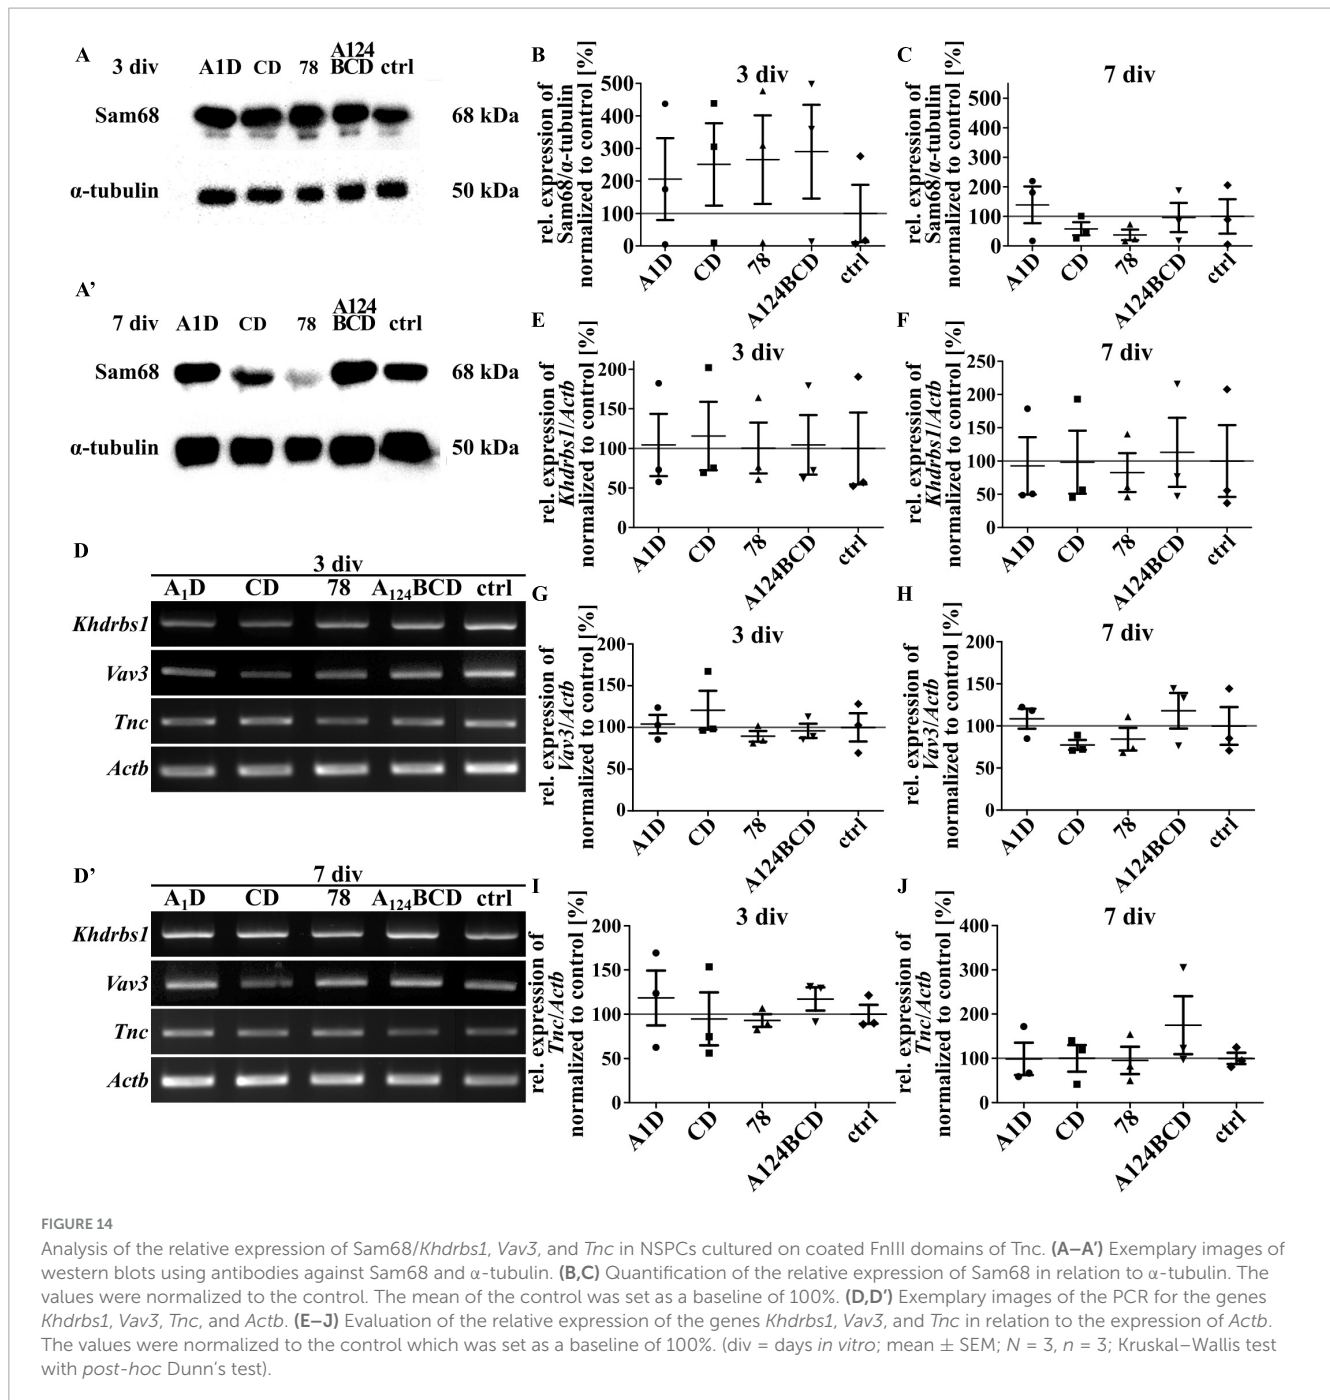 A
3 div A1D CD 78 A124
BCD ctrl
Sam68 68 kDa
α-tubulin 50 kDa
A'
7 div A1D CD 78 A124
BCD ctrl
Sam68 68 kDa
α-tubulin 50 kDa
B
3 div
rel. expression of
Sam68/α-tubulin
normalized to control [%]
500
400
300
200
100
0
A1D CD 78 A124BCD ctrl
C
7 div
rel. expression of
Sam68/α-tubulin
normalized to control [%]
500
400
300
200
100
0
A1D CD 78 A124BCD ctrl
D
3 div
A₁D CD 78 A₁₂₄BCD ctrl
Khdrbs1
Vav3
Tnc
Actb
D'
7 div
A₁D CD 78 A₁₂₄BCD ctrl
Khdrbs1
Vav3
Tnc
Actb
E
3 div
rel. expression of
Khdrbs1/Actb
normalized to control [%]
200
150
100
50
0
A1D CD 78 A124BCD ctrl
F
7 div
rel. expression of
Khdrbs1/Actb
normalized to control [%]
250
200
150
100
50
0
A1D CD 78 A124BCD ctrl
G
3 div
rel. expression of
Vav3/Actb
normalized to control [%]
200
150
100
50
0
A1D CD 78 A124BCD ctrl
H
7 div
rel. expression of
Vav3/Actb
normalized to control [%]
200
150
100
50
0
A1D CD 78 A124BCD ctrl
I
3 div
rel. expression of
Tnc/Actb
normalized to control [%]
200
150
100
50
0
A1D CD 78 A124BCD ctrl
J
7 div
rel. expression of
Tnc/Actb
normalized to control [%]
400
300
200
100
0
A1D CD 78 A124BCD ctrl
FIGURE 14
Analysis of the relative expression of Sam68/Khdrbs1, Vav3, and Tnc in NSPCs cultured on coated FnIII domains of Tnc. (A–A') Exemplary images of
western blots using antibodies against Sam68 and α-tubulin. (B,C) Quantification of the relative expression of Sam68 in relation to α-tubulin. The
values were normalized to the control. The mean of the control was set as a baseline of 100%. (D,D') Exemplary images of the PCR for the genes
Khdrbs1, Vav3, Tnc, and Actb. (E–J) Evaluation of the relative expression of the genes Khdrbs1, Vav3, and Tnc in relation to the expression of Actb.
The values were normalized to the control which was set as a baseline of 100%. (div = days in vitro; mean ± SEM; N = 3, n = 3; Kruskal–Wallis test
with post-hoc Dunn's test).